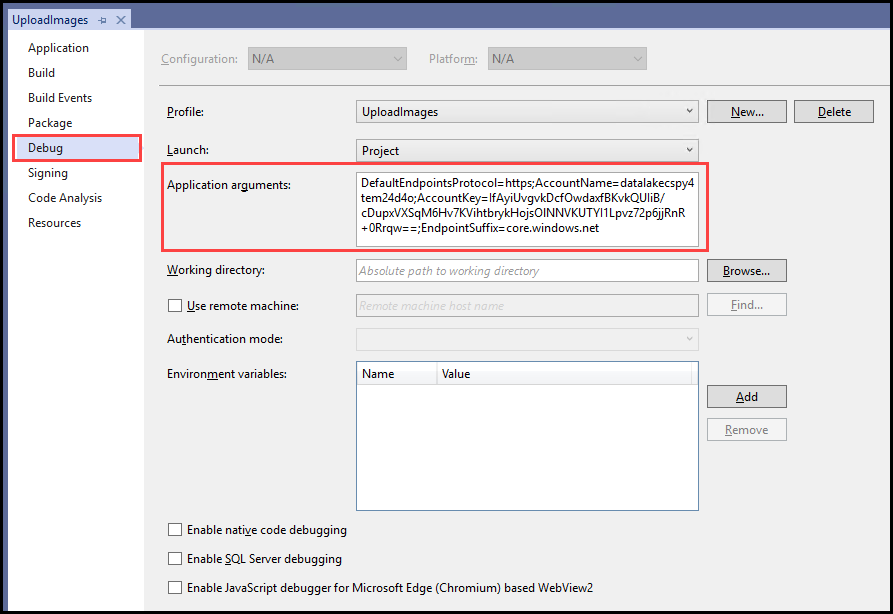 UploadImages
Application
Build
Build Events
Package
Debug
Signing
Code Analysis
Resources
Configuration: N/A Platform: N/A
Profile: UploadImages New... Delete
Launch: Project
Application arguments:
DefaultEndpointsProtocol=https;AccountName=datalakecspy4
tem24d4o;AccountKey=IfAyiUvgvkDcfOwdaxfBKvkQUIiB/
cDupxVXSqM6Hv7KVihtbrykHojsOINNVKUTYI1Lpvz72p6jjRnR
+0Rrqw==;EndpointSuffix=core.windows.net
Working directory: Absolute path to working directory Browse...
Use remote machine: Remote machine host name Find...
Authentication mode:
Environment variables: Name Value
Add
Remove
Enable native code debugging
Enable SQL Server debugging
Enable JavaScript debugger for Microsoft Edge (Chromium) based WebView2